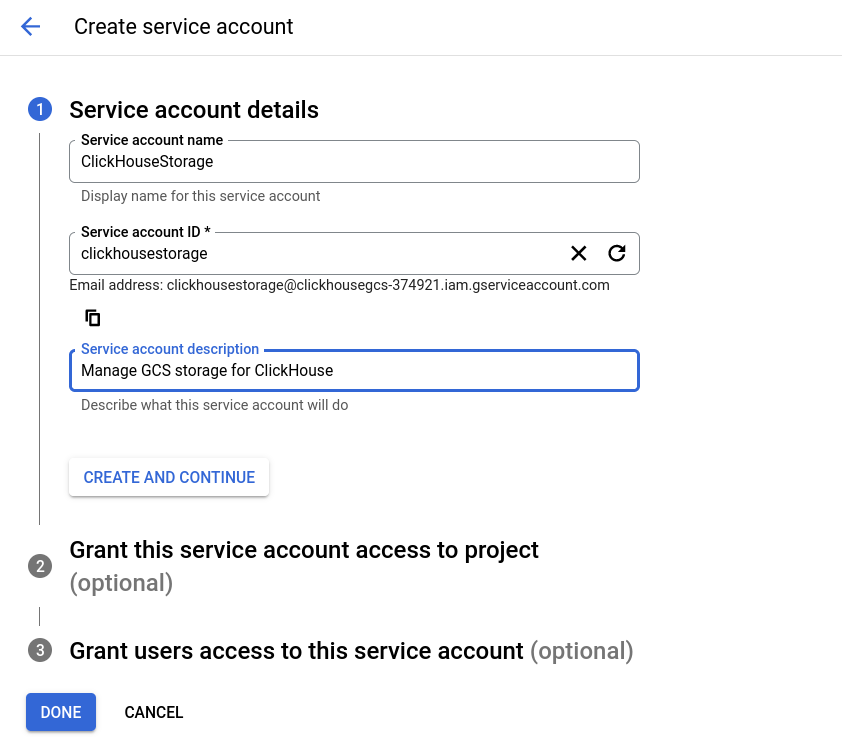 Create service account
1 Service account details
Service account name
ClickHouseStorage
Display name for this service account
Service account ID *
clickhousestorage
Email address: clickhousestorage@clickhousegcs-374921.iam.gserviceaccount.com
Service account description
Manage GCS storage for ClickHouse
Describe what this service account will do
CREATE AND CONTINUE
2 Grant this service account access to project
(optional)
3 Grant users access to this service account (optional)
DONE CANCEL